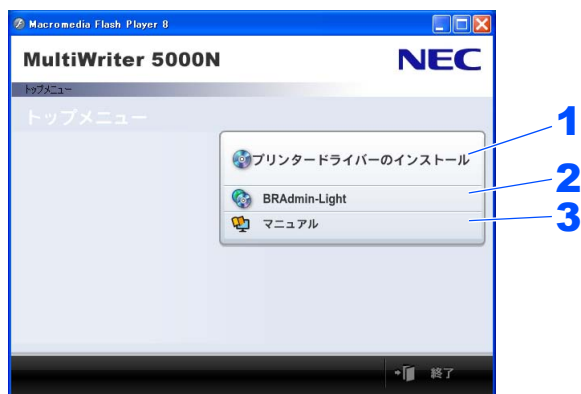 Macromedia Flash Player 8
MultiWriter 5000N
NEC
トップメニュー
トップメニュー
プリンタードライバーのインストール
1
BRAdmin-Light
2
マニュアル
3
終了